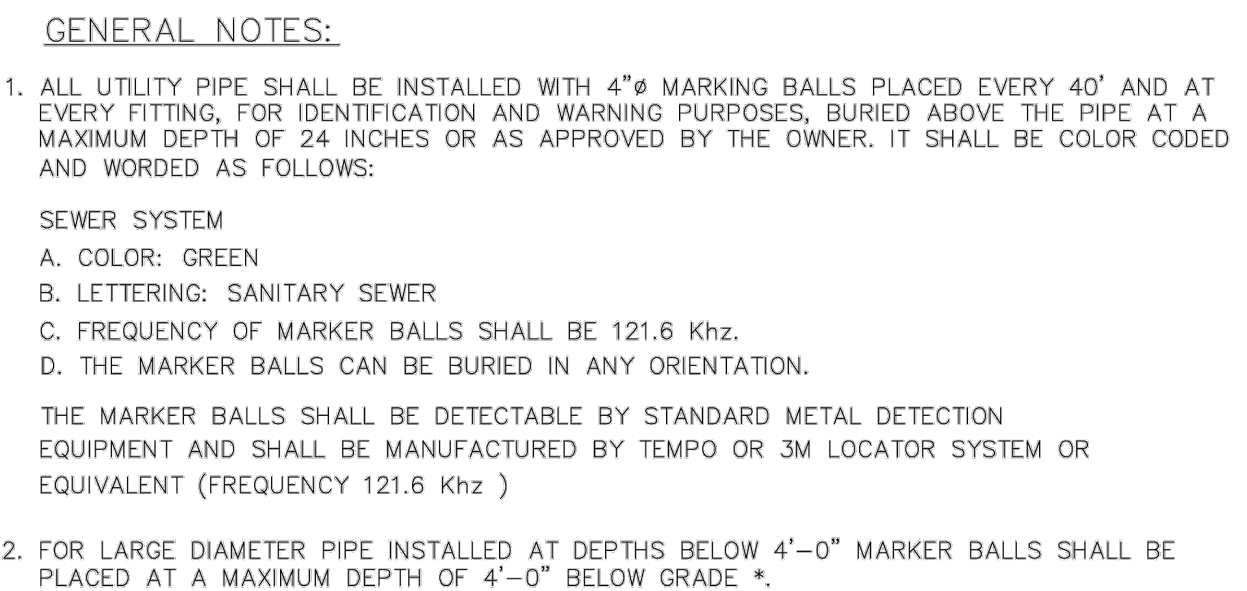 GENERAL NOTES:
1. ALL UTILITY PIPE SHALL BE INSTALLED WITH 4"ø MARKING BALLS PLACED EVERY 40' AND AT
EVERY FITTING, FOR IDENTIFICATION AND WARNING PURPOSES, BURIED ABOVE THE PIPE AT A
MAXIMUM DEPTH OF 24 INCHES OR AS APPROVED BY THE OWNER. IT SHALL BE COLOR CODED
AND WORDED AS FOLLOWS:
SEWER SYSTEM
A. COLOR: GREEN
B. LETTERING: SANITARY SEWER
C. FREQUENCY OF MARKER BALLS SHALL BE 121.6 Khz.
D. THE MARKER BALLS CAN BE BURIED IN ANY ORIENTATION.
THE MARKER BALLS SHALL BE DETECTABLE BY STANDARD METAL DETECTION
EQUIPMENT AND SHALL BE MANUFACTURED BY TEMPO OR 3M LOCATOR SYSTEM OR
EQUIVALENT (FREQUENCY 121.6 Khz )
2. FOR LARGE DIAMETER PIPE INSTALLED AT DEPTHS BELOW 4'-0" MARKER BALLS SHALL BE
PLACED AT A MAXIMUM DEPTH OF 4'-0" BELOW GRADE *.